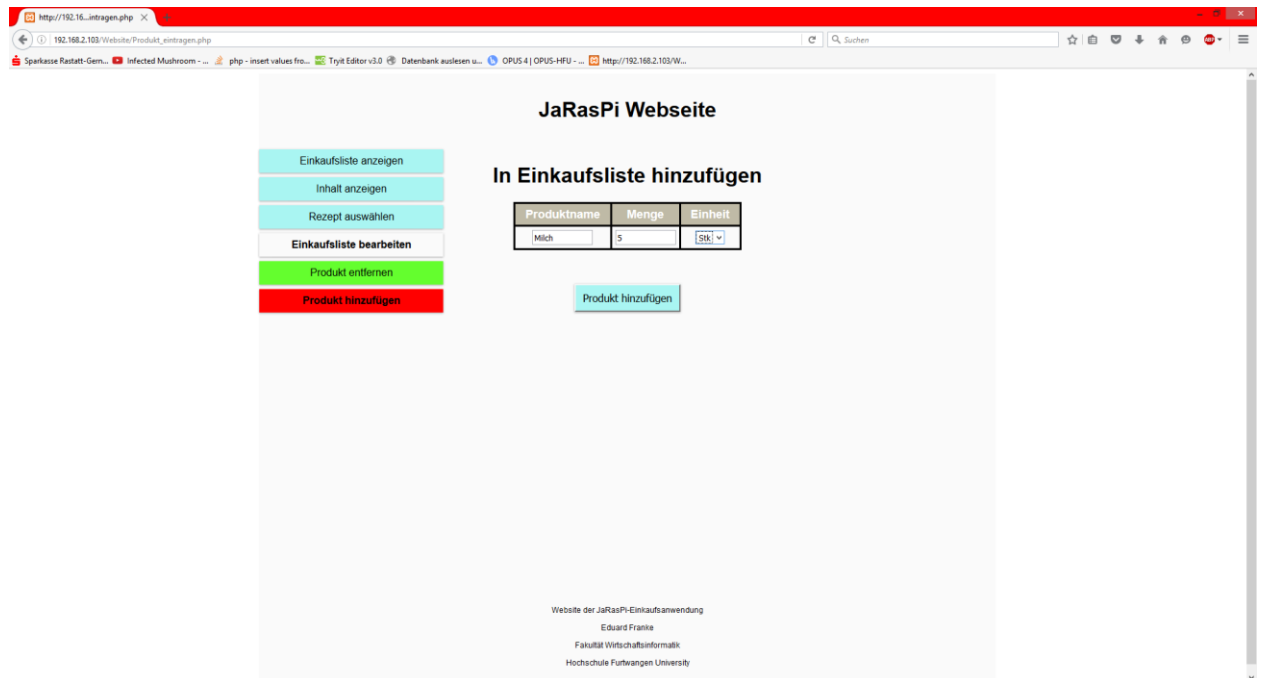 http://192.16...intragen.php
192.168.2.103/Website/Produkt_eintragen.php
Suchen
Sparkasse Rastatt-Gern... Infected Mushroom - ... php - insert values fro... Tryit Editor v3.0 Datenbank auslesen u... OPUS 4 | OPUS-HFU - ... http://192.168.2.103/W...
JaRasPi Webseite
Einkaufsliste anzeigen
Inhalt anzeigen
Rezept auswählen
Einkaufsliste bearbeiten
Produkt entfernen
Produkt hinzufügen
In Einkaufsliste hinzufügen
Produktname Menge Einheit
Milch 5 Stk
Produkt hinzufügen
Website der JaRasPi-Einkaufsanwendung
Eduard Franke
Fakultät Wirtschaftsinformatik
Hochschule Furtwangen University